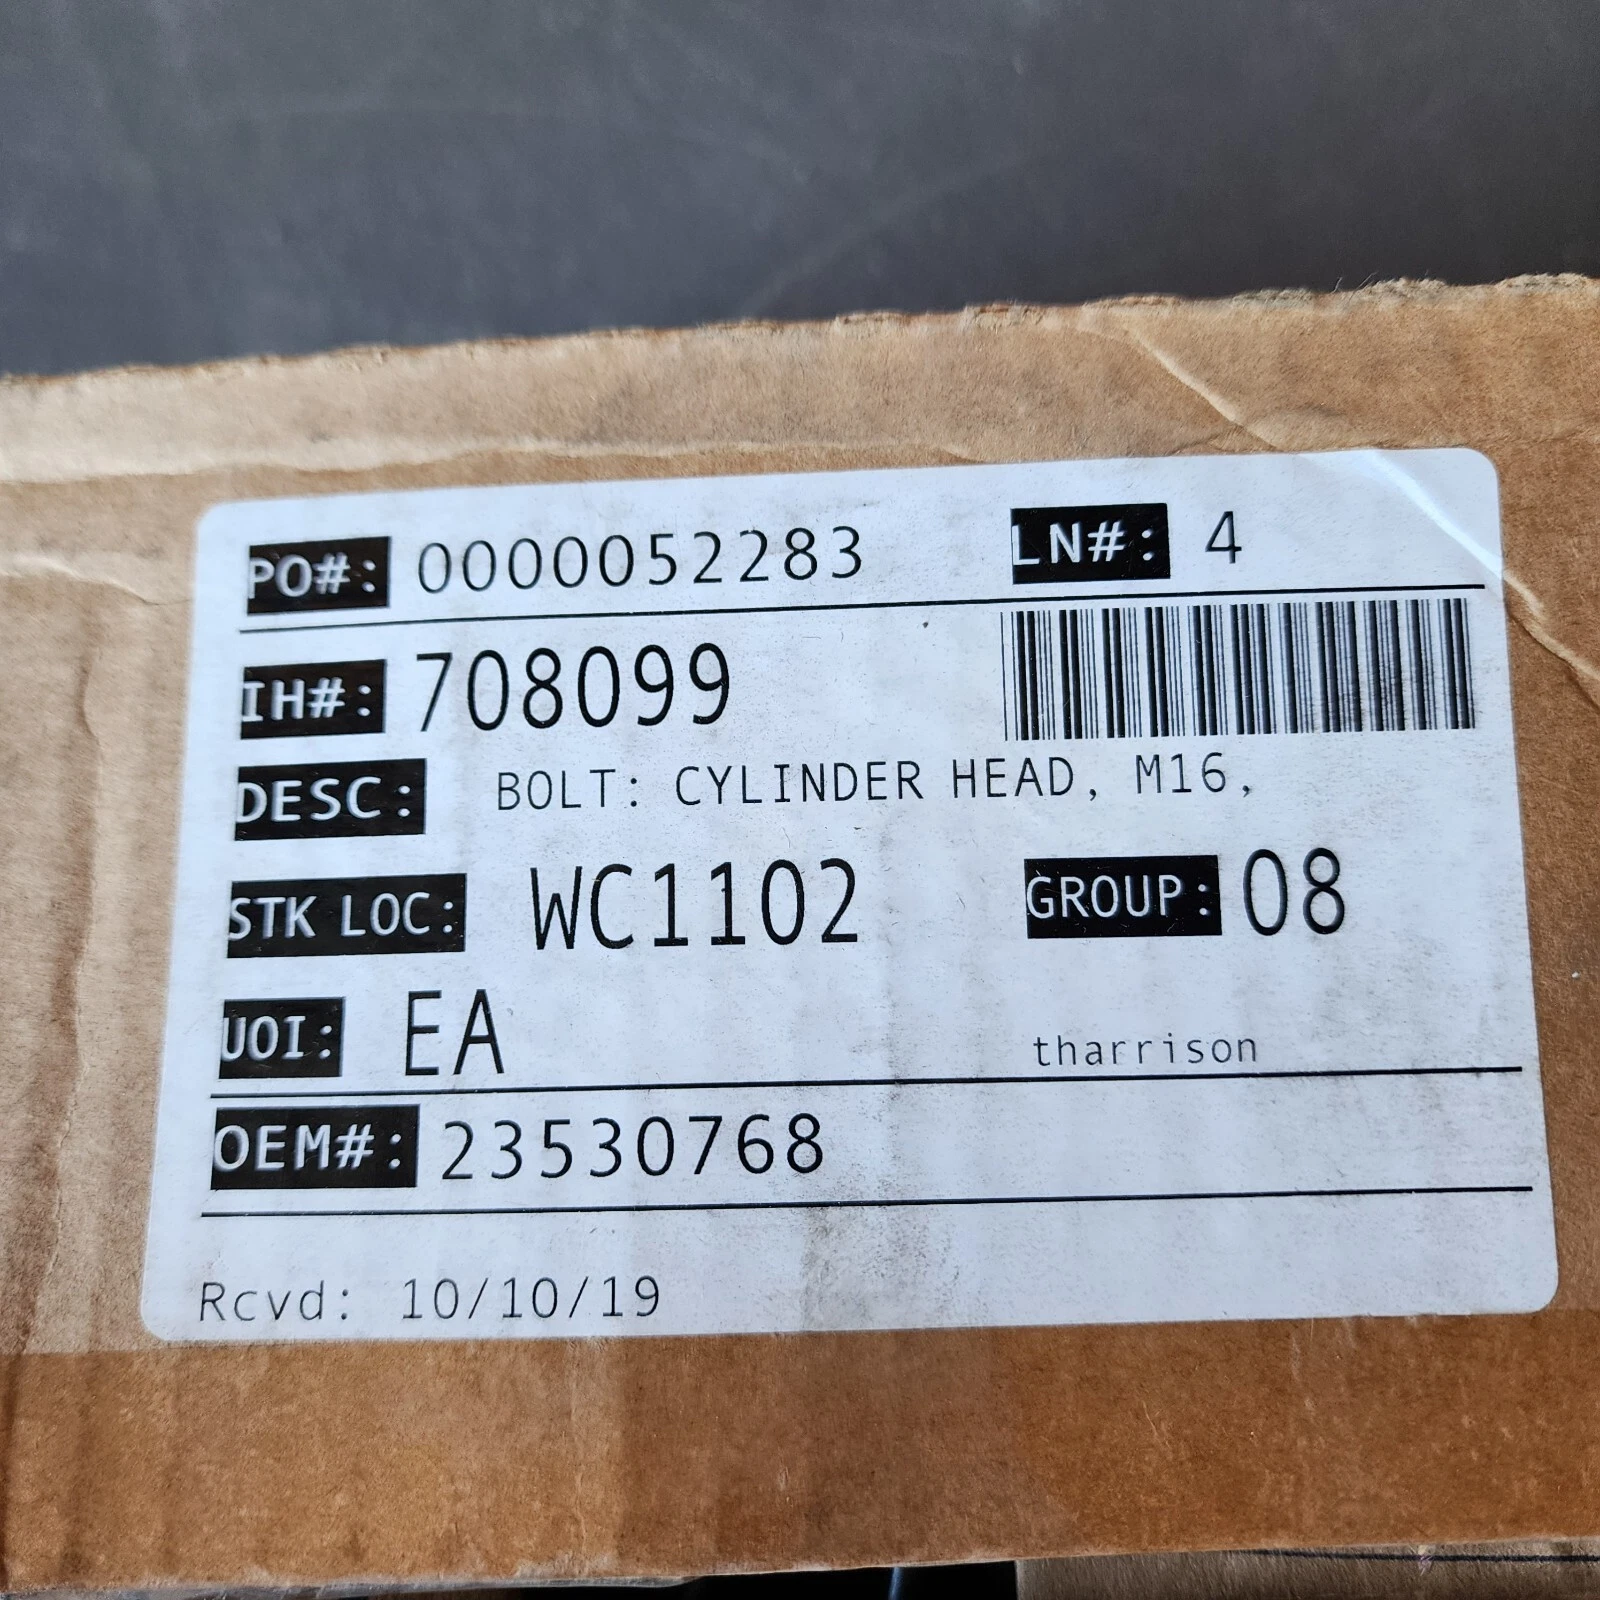 PO#: 0000052283 LN#: 4
IH#: 708099
DESC: BOLT: CYLINDER HEAD, M16,
STK LOC: WC1102 GROUP: 08
UOI: EA tharrison
OEM#: 23530768
Rcvd: 10/10/19